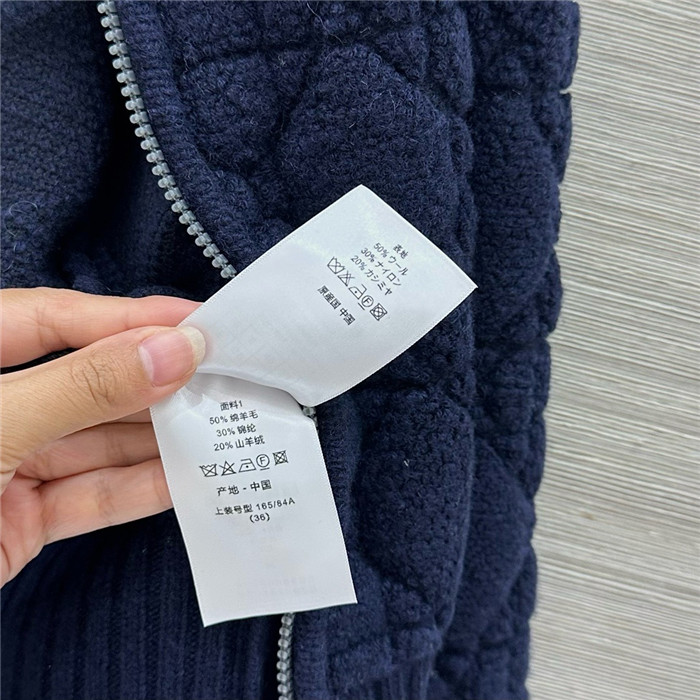 表地
50% ウール
30% ナイロン
20% カシミヤ
原産国 中国
面料1
50% 绵羊毛
30% 锦纶
20% 山羊绒
F
产地 - 中国
上装号型 165/84A
(36)